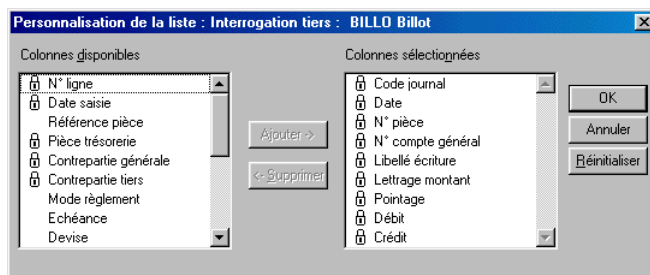 Personnalisation de la liste : Interrogation tiers : BILLO Billot
Colonnes disponibles
Colonnes sélectionnées
N° ligne
Date saisie
Référence pièce
Pièce trésorerie
Contrepartie générale
Contrepartie tiers
Mode règlement
Echéance
Devise
Ajouter ->
<- Supprimer
Code journal
Date
N° pièce
N° compte général
Libellé écriture
Lettrage montant
Pointage
Débit
Crédit
OK
Annuler
Réinitialiser